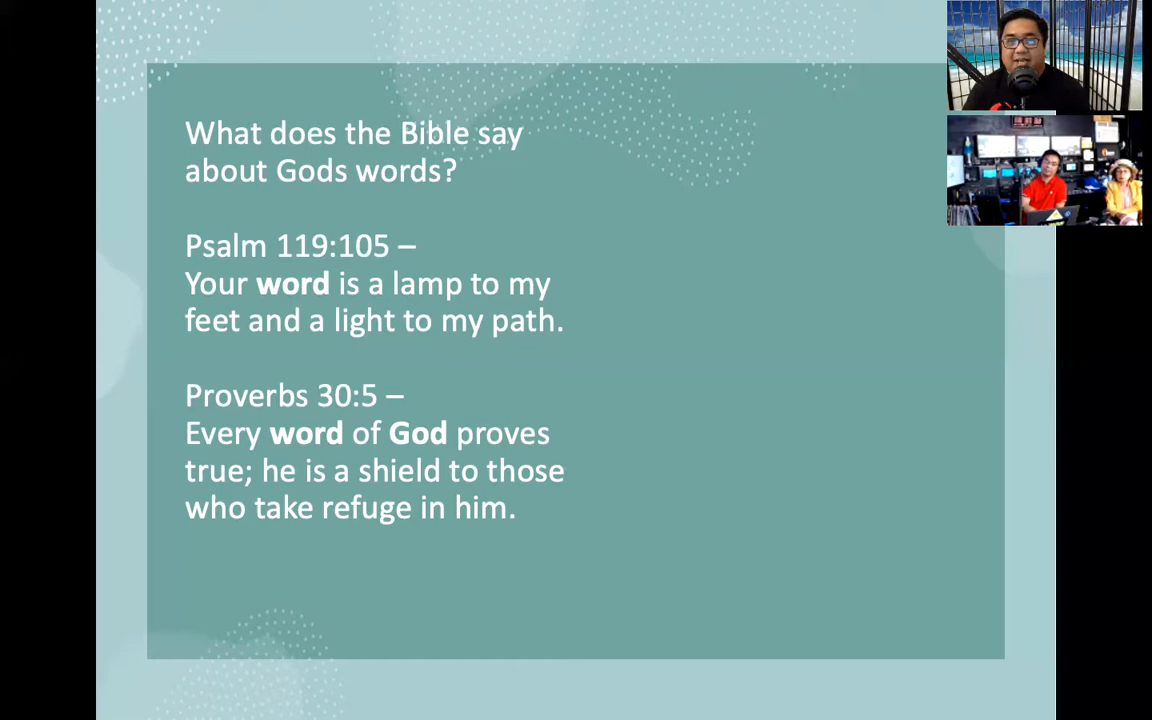 What does the Bible say
about Gods words?
Psalm 119:105 –
Your word is a lamp to my
feet and a light to my path.
Proverbs 30:5 –
Every word of God proves
true; he is a shield to those
who take refuge in him.